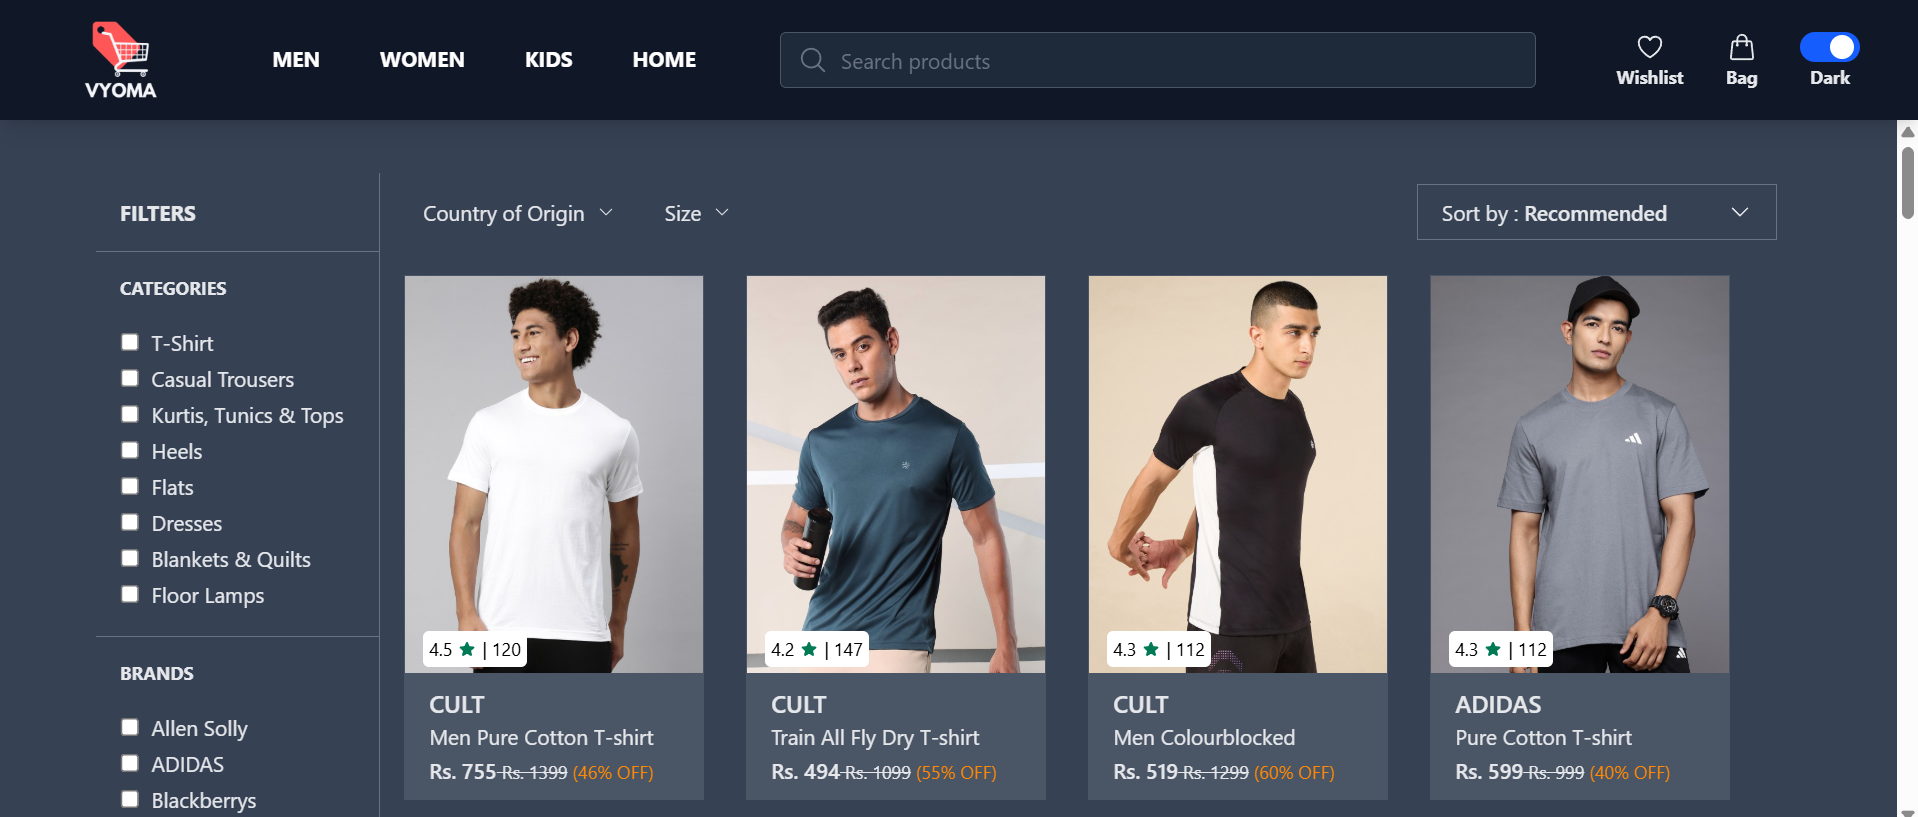 VYOMA
MEN
WOMEN
KIDS
HOME
Search products
Wishlist
Bag
Dark
FILTERS
CATEGORIES
T-Shirt
Casual Trousers
Kurtis, Tunics & Tops
Heels
Flats
Dresses
Blankets & Quilts
Floor Lamps
BRANDS
Allen Solly
ADIDAS
Blackberrys
Country of Origin
Size
Sort by : Recommended
4.5 ★ | 120
CULT
Men Pure Cotton T-shirt
Rs. 755 Rs. 1399 (46% OFF)
4.2 ★ | 147
CULT
Train All Fly Dry T-shirt
Rs. 494 Rs. 1099 (55% OFF)
4.3 ★ | 112
CULT
Men Colourblocked
Rs. 519 Rs. 1299 (60% OFF)
4.3 ★ | 112
ADIDAS
Pure Cotton T-shirt
Rs. 599 Rs. 999 (40% OFF)